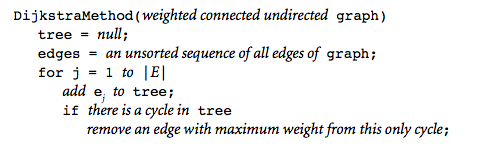 DijkstraMethod(weighted connected undirected graph)
tree = null;
edges = an unsorted sequence of all edges of graph;
for j = 1 to |E|
add ej to tree;
if there is a cycle in tree
remove an edge with maximum weight from this only cycle;